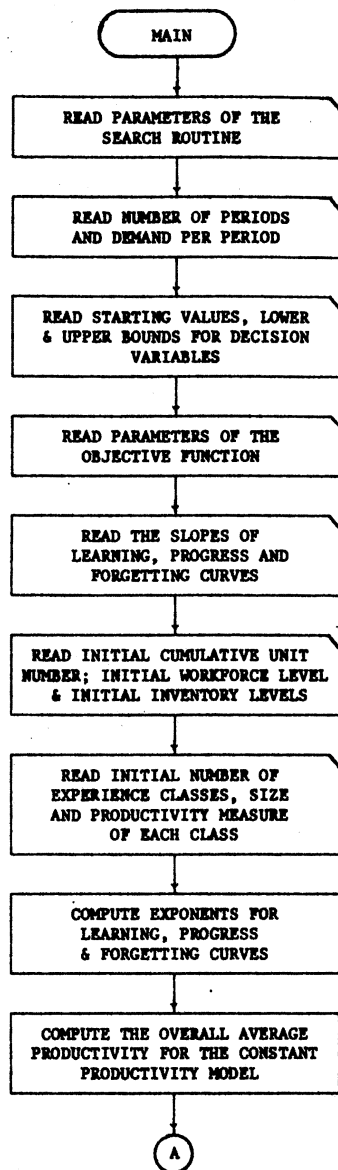 MAIN
READ PARAMETERS OF THE
SEARCH ROUTINE
READ NUMBER OF PERIODS
AND DEMAND PER PERIOD
READ STARTING VALUES, LOWER
& UPPER BOUNDS FOR DECISION
VARIABLES
READ PARAMETERS OF THE
OBJECTIVE FUNCTION
READ THE SLOPES OF
LEARNING, PROGRESS AND
FORGETTING CURVES
READ INITIAL CUMULATIVE UNIT
NUMBER; INITIAL WORKFORCE LEVEL
& INITIAL INVENTORY LEVELS
READ INITIAL NUMBER OF
EXPERIENCE CLASSES, SIZE
AND PRODUCTIVITY MEASURE
OF EACH CLASS
COMPUTE EXPONENTS FOR
LEARNING, PROGRESS
& FORGETTING CURVES
COMPUTE THE OVERALL AVERAGE
PRODUCTIVITY FOR THE CONSTANT
PRODUCTIVITY MODEL
A